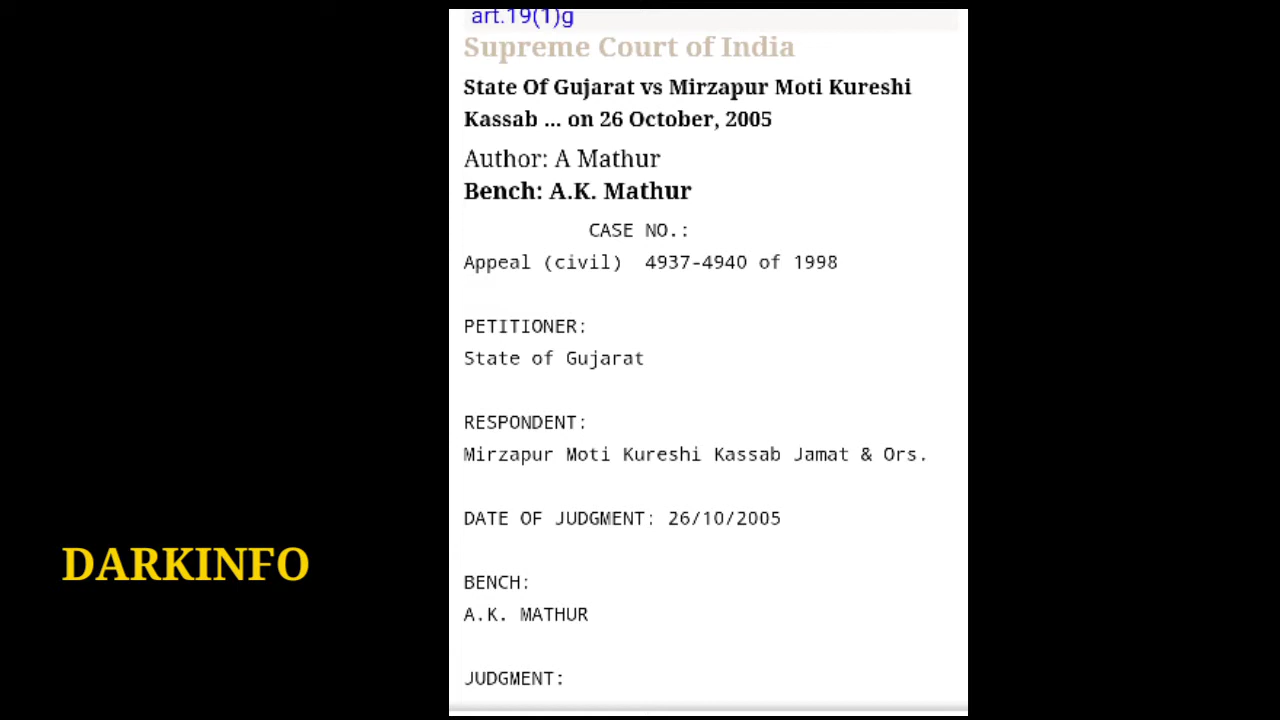 art.19(1)g
Supreme Court of India
State Of Gujarat vs Mirzapur Moti Kureshi
Kassab ... on 26 October, 2005
Author: A Mathur
Bench: A.K. Mathur
CASE NO.:
Appeal (civil) 4937-4940 of 1998
PETITIONER:
State of Gujarat
RESPONDENT:
Mirzapur Moti Kureshi Kassab Jamat & Ors.
DATE OF JUDGMENT: 26/10/2005
BENCH:
A.K. MATHUR
JUDGMENT:
DARKINFO